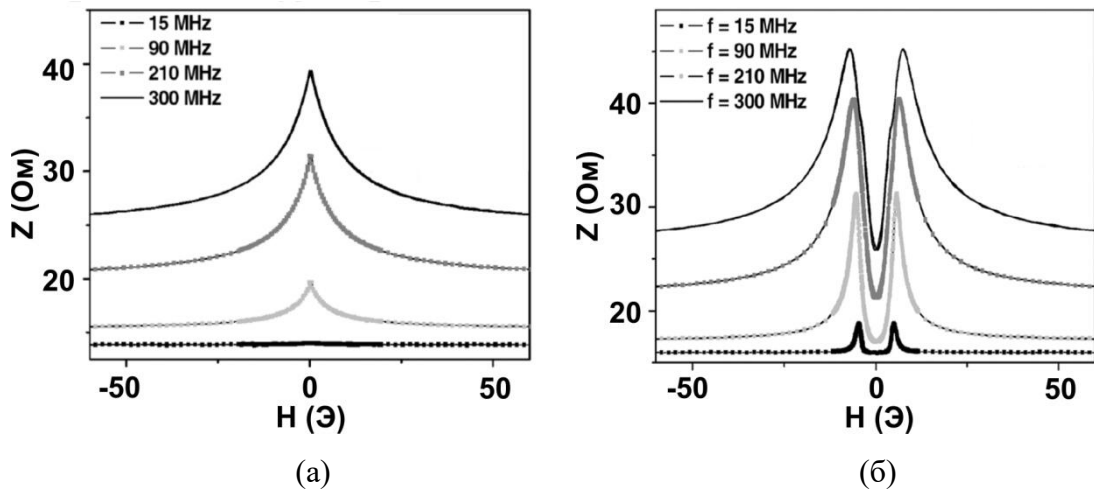 15 MHz
90 MHz
210 MHz
300 MHz
40
30
20
Z (Ом)
-50 0 50
H (Э)
(а)
f = 15 MHz
f = 90 MHz
f = 210 MHz
f = 300 MHz
40
30
20
Z (Ом)
-50 0 50
H (Э)
(б)